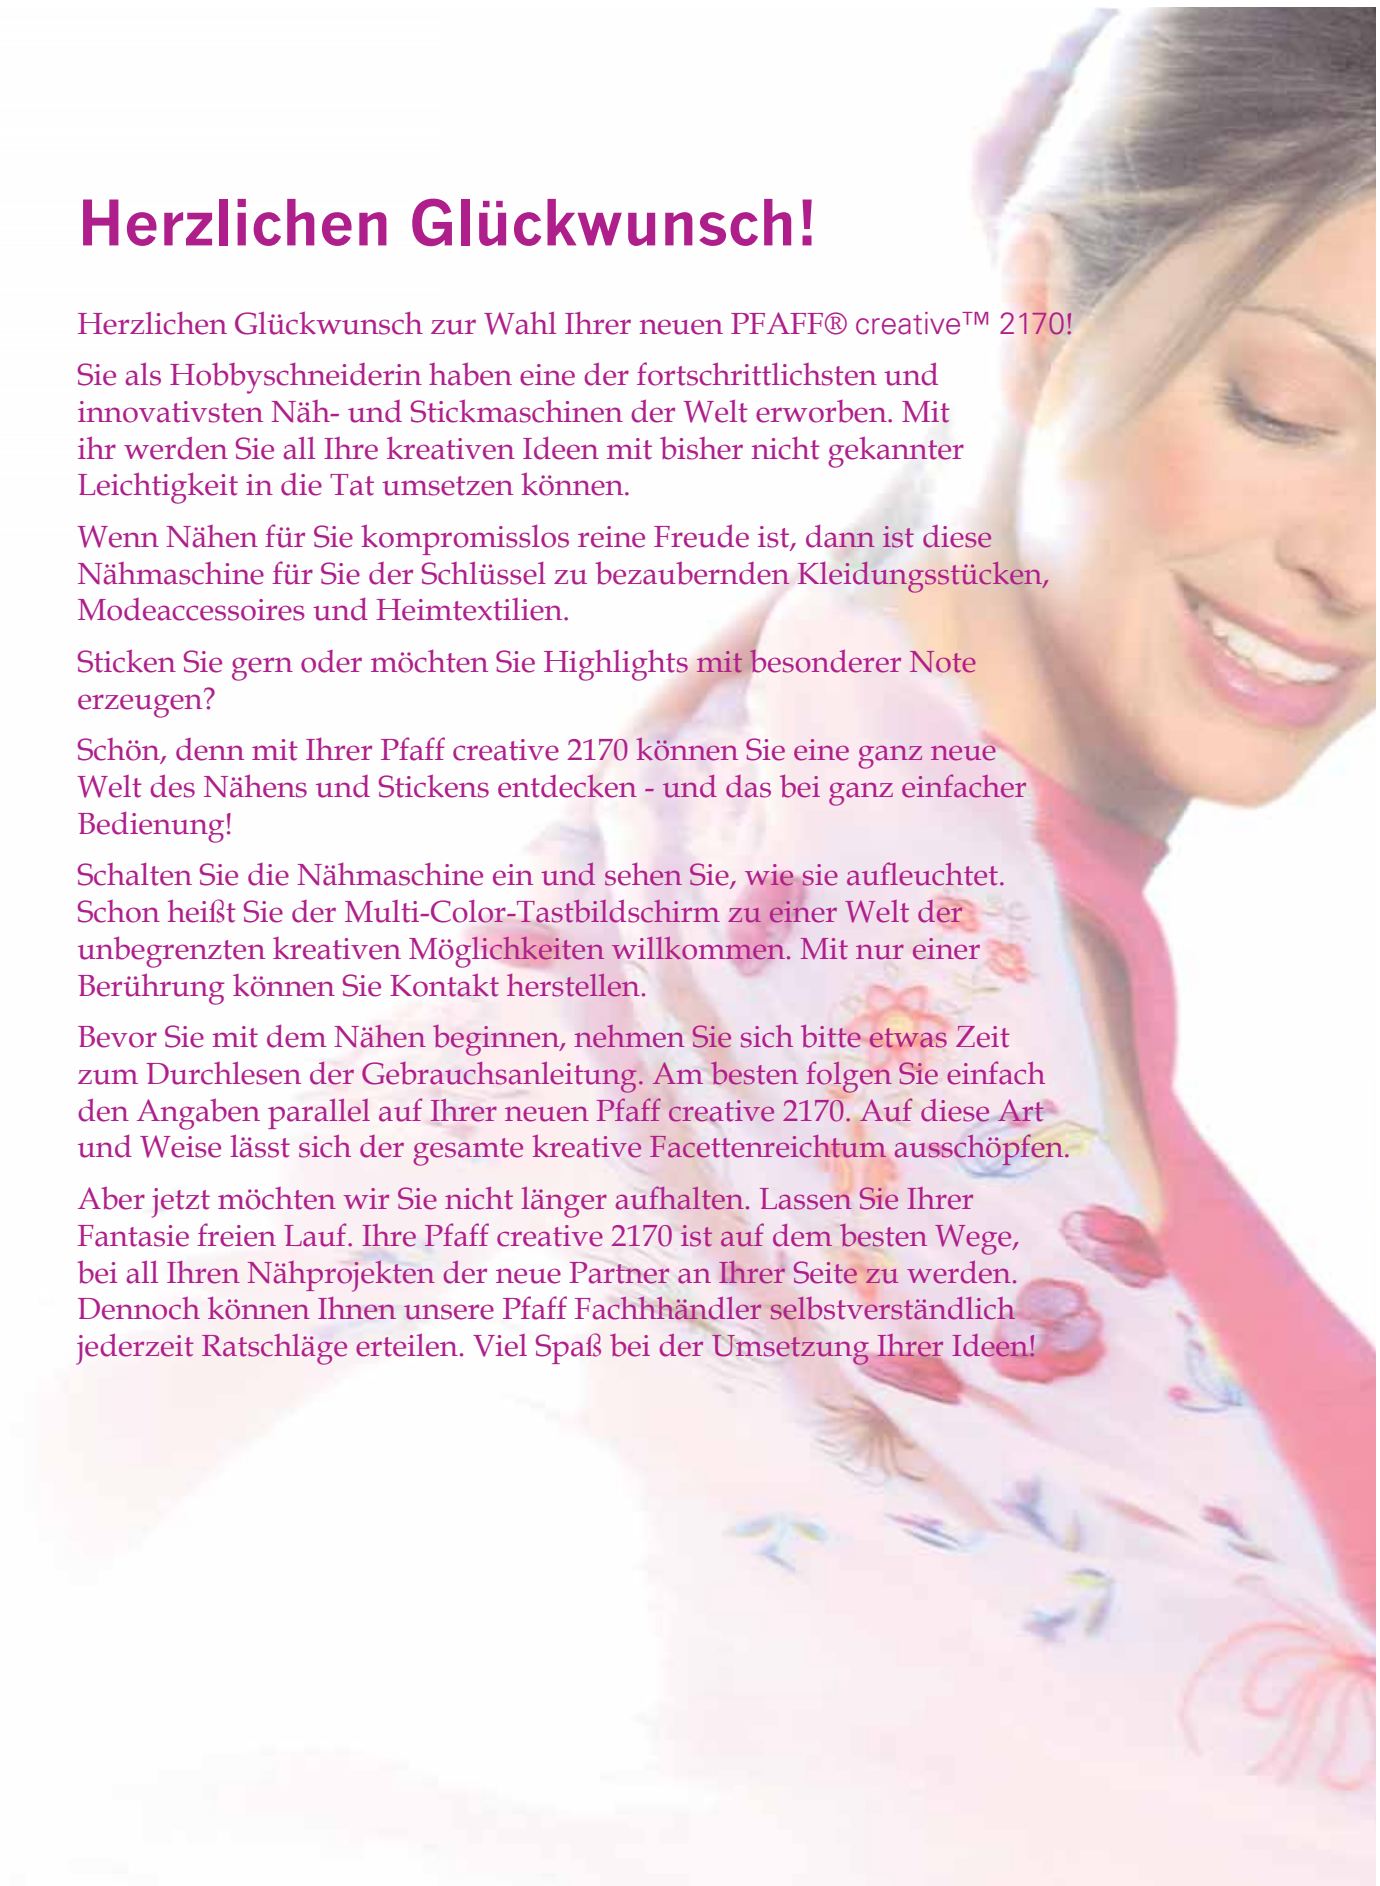 Herzlichen Glückwunsch!
Herzlichen Glückwunsch zur Wahl Ihrer neuen PFAFF® creative™ 2170!
Sie als Hobbyschneiderin haben eine der fortschrittlichsten und
innovativsten Näh- und Stickmaschinen der Welt erworben. Mit
ihr werden Sie all Ihre kreativen Ideen mit bisher nicht gekannter
Leichtigkeit in die Tat umsetzen können.
Wenn Nähen für Sie kompromisslos reine Freude ist, dann ist diese
Nähmaschine für Sie der Schlüssel zu bezaubernden Kleidungsstücken,
Modeaccessoires und Heimtextilien.
Sticken Sie gern oder möchten Sie Highlights mit besonderer Note
erzeugen?
Schön, denn mit Ihrer Pfaff creative 2170 können Sie eine ganz neue
Welt des Nähens und Stickens entdecken - und das bei ganz einfacher
Bedienung!
Schalten Sie die Nähmaschine ein und sehen Sie, wie sie aufleuchtet.
Schon heißt Sie der Multi-Color-Tastbildschirm zu einer Welt der
unbegrenzten kreativen Möglichkeiten willkommen. Mit nur einer
Berührung können Sie Kontakt herstellen.
Bevor Sie mit dem Nähen beginnen, nehmen Sie sich bitte etwas Zeit
zum Durchlesen der Gebrauchsanleitung. Am besten folgen Sie einfach
den Angaben parallel auf Ihrer neuen Pfaff creative 2170. Auf diese Art
und Weise lässt sich der gesamte kreative Facettenreichtum ausschöpfen.
Aber jetzt möchten wir Sie nicht länger aufhalten. Lassen Sie Ihrer
Fantasie freien Lauf. Ihre Pfaff creative 2170 ist auf dem besten Wege,
bei all Ihren Nähprojekten der neue Partner an Ihrer Seite zu werden.
Dennoch können Ihnen unsere Pfaff Fachhhändler selbstverständlich
jederzeit Ratschläge erteilen. Viel Spaß bei der Umsetzung Ihrer Ideen!